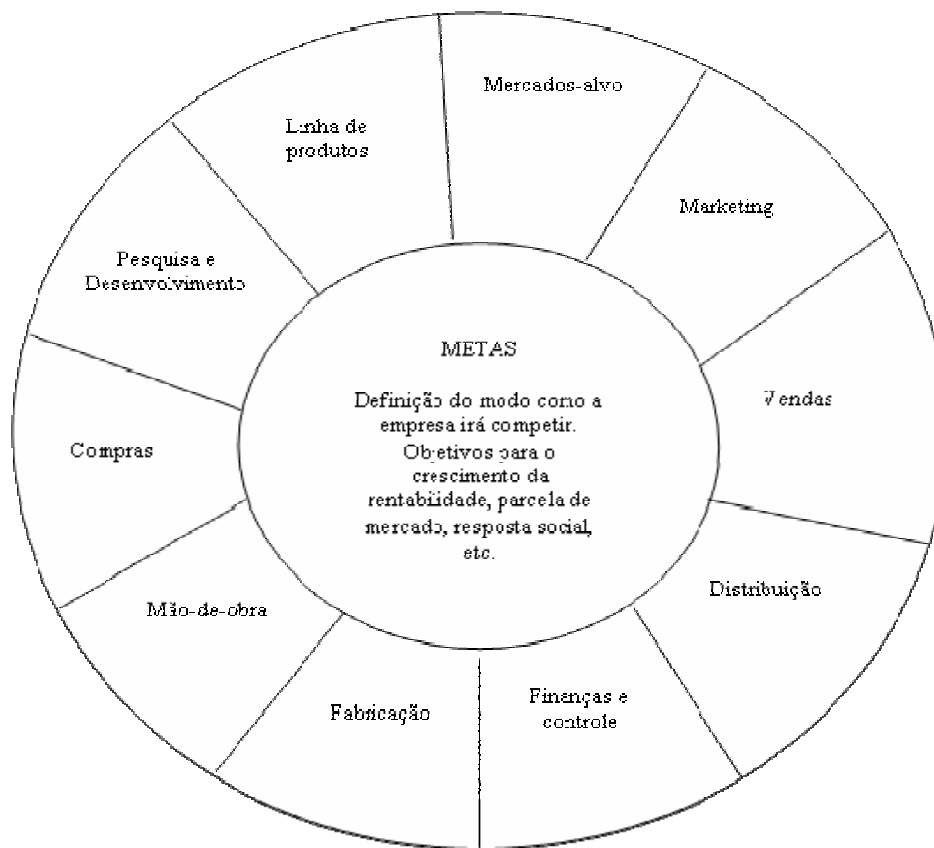 Mercados-alvo
Marketing
Vendas
Distribuição
Finanças e
controle
Fabricação
Mão-de-obra
Compras
Pesquisa e
Desenvolvimento
Linha de
produtos
METAS
Definição do modo como a
empresa irá competir.
Objetivos para o
crescimento da
rentabilidade, parcela de
mercado, resposta social,
etc.